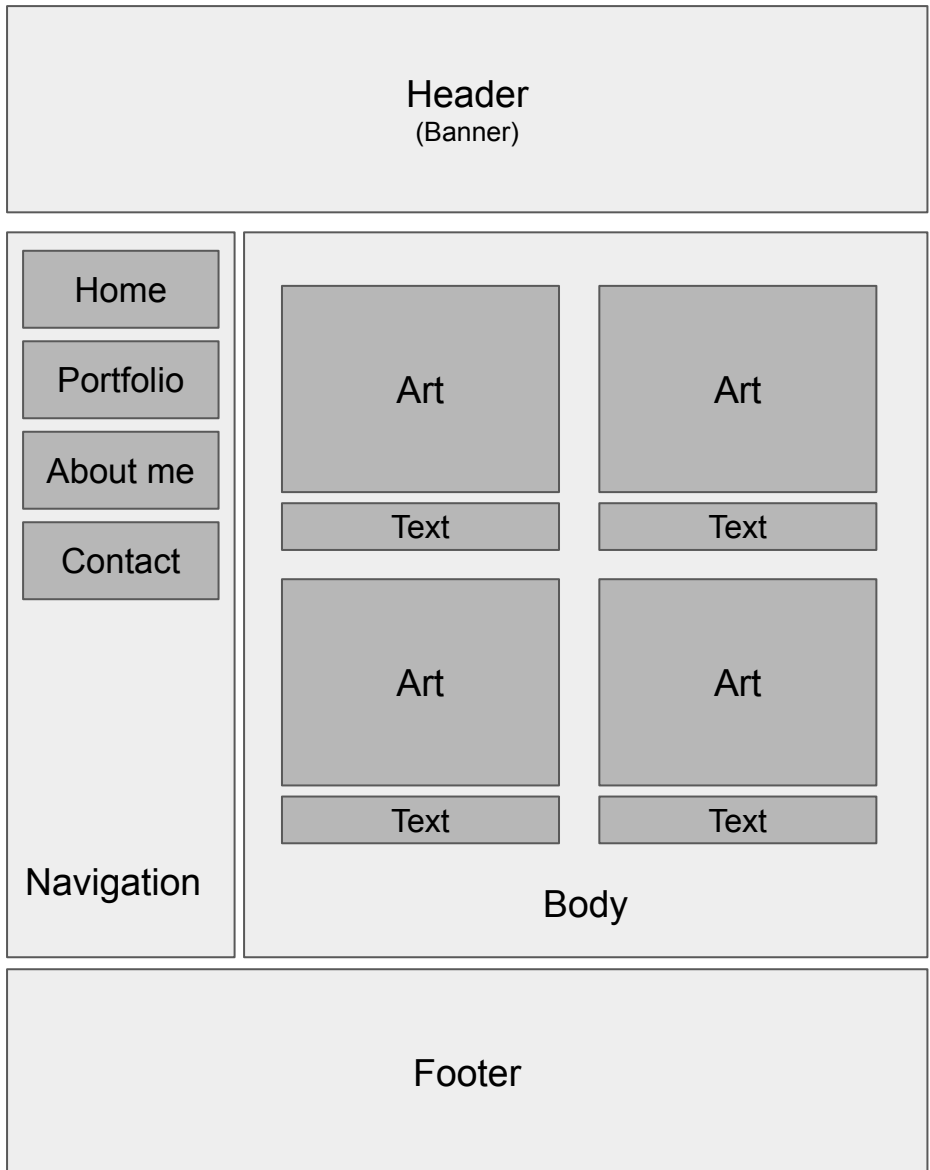 Header
(Banner)
Home
Portfolio
About me
Contact
Navigation
Art
Art
Text
Text
Art
Art
Text
Text
Body
Footer